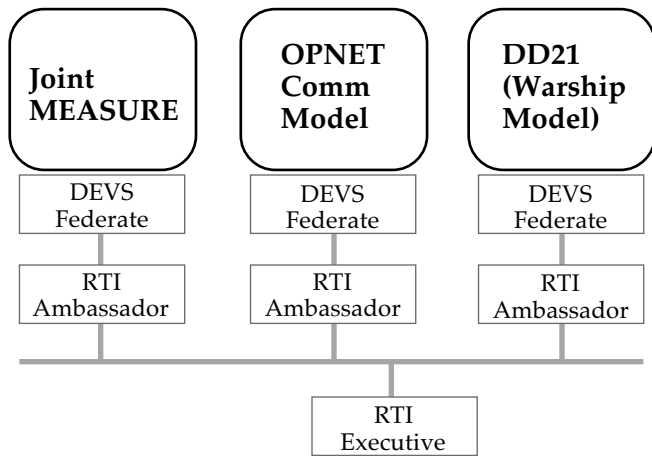 Joint
MEASURE
OPNET
Comm
Model
DD21
(Warship
Model)
DEVS
Federate
DEVS
Federate
DEVS
Federate
RTI
Ambassador
RTI
Ambassador
RTI
Ambassador
RTI
Executive